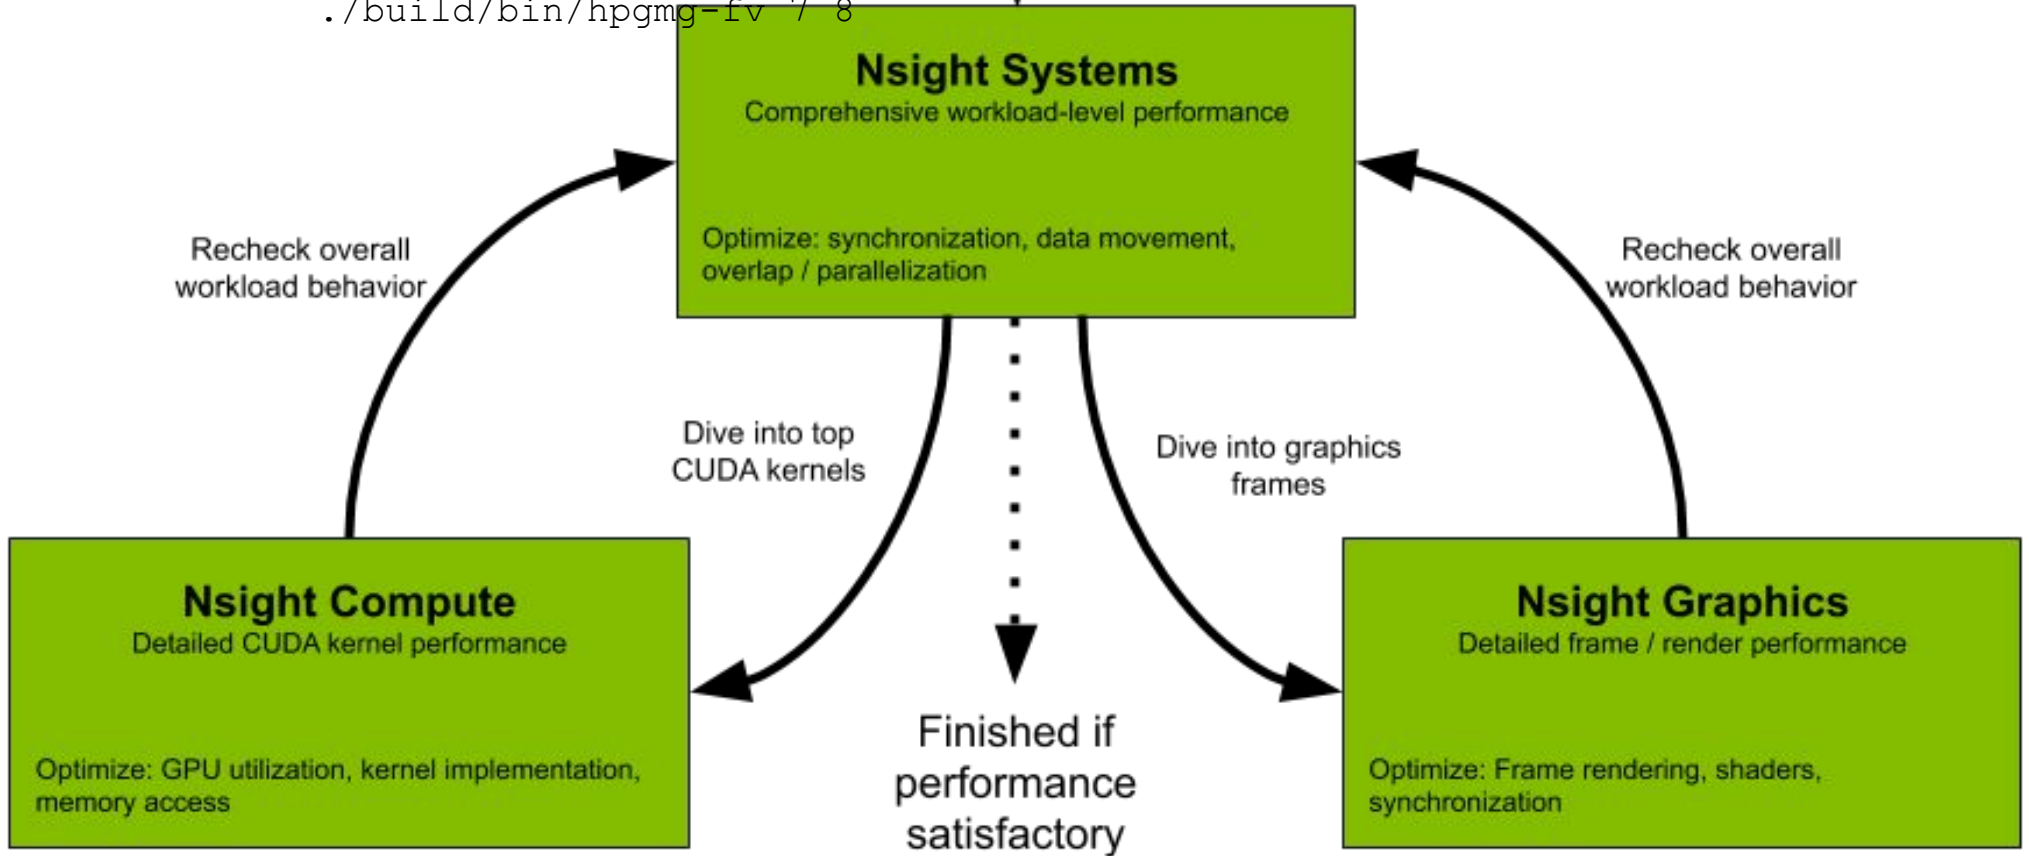 ./build/bin/hpgmg-fv 7 8
Nsight Systems
Comprehensive workload-level performance
Optimize: synchronization, data movement,
overlap / parallelization
Recheck overall
workload behavior
Recheck overall
workload behavior
Dive into top
CUDA kernels
Dive into graphics
frames
Nsight Compute
Detailed CUDA kernel performance
Optimize: GPU utilization, kernel implementation,
memory access
Finished if
performance
satisfactory
Nsight Graphics
Detailed frame / render performance
Optimize: Frame rendering, shaders,
synchronization